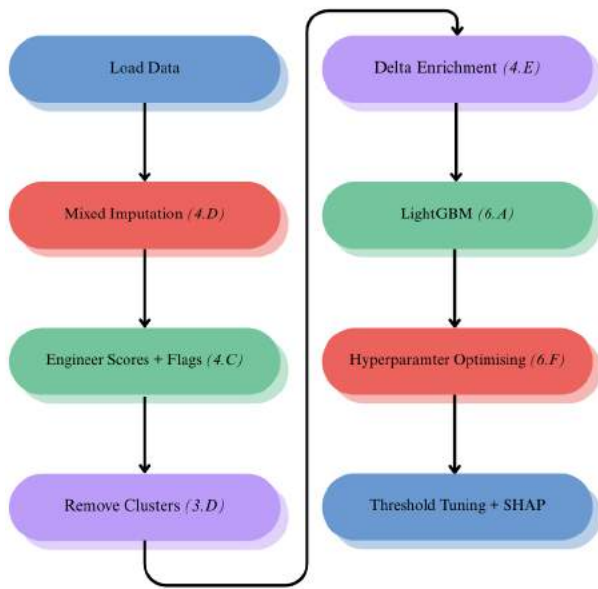 Load Data
Mixed Imputation (4.D)
Engineer Scores + Flags (4.C)
Remove Clusters (3.D)
Delta Enrichment (4.E)
LightGBM (6.A)
Hyperparamter Optimising (6.F)
Threshold Tuning + SHAP